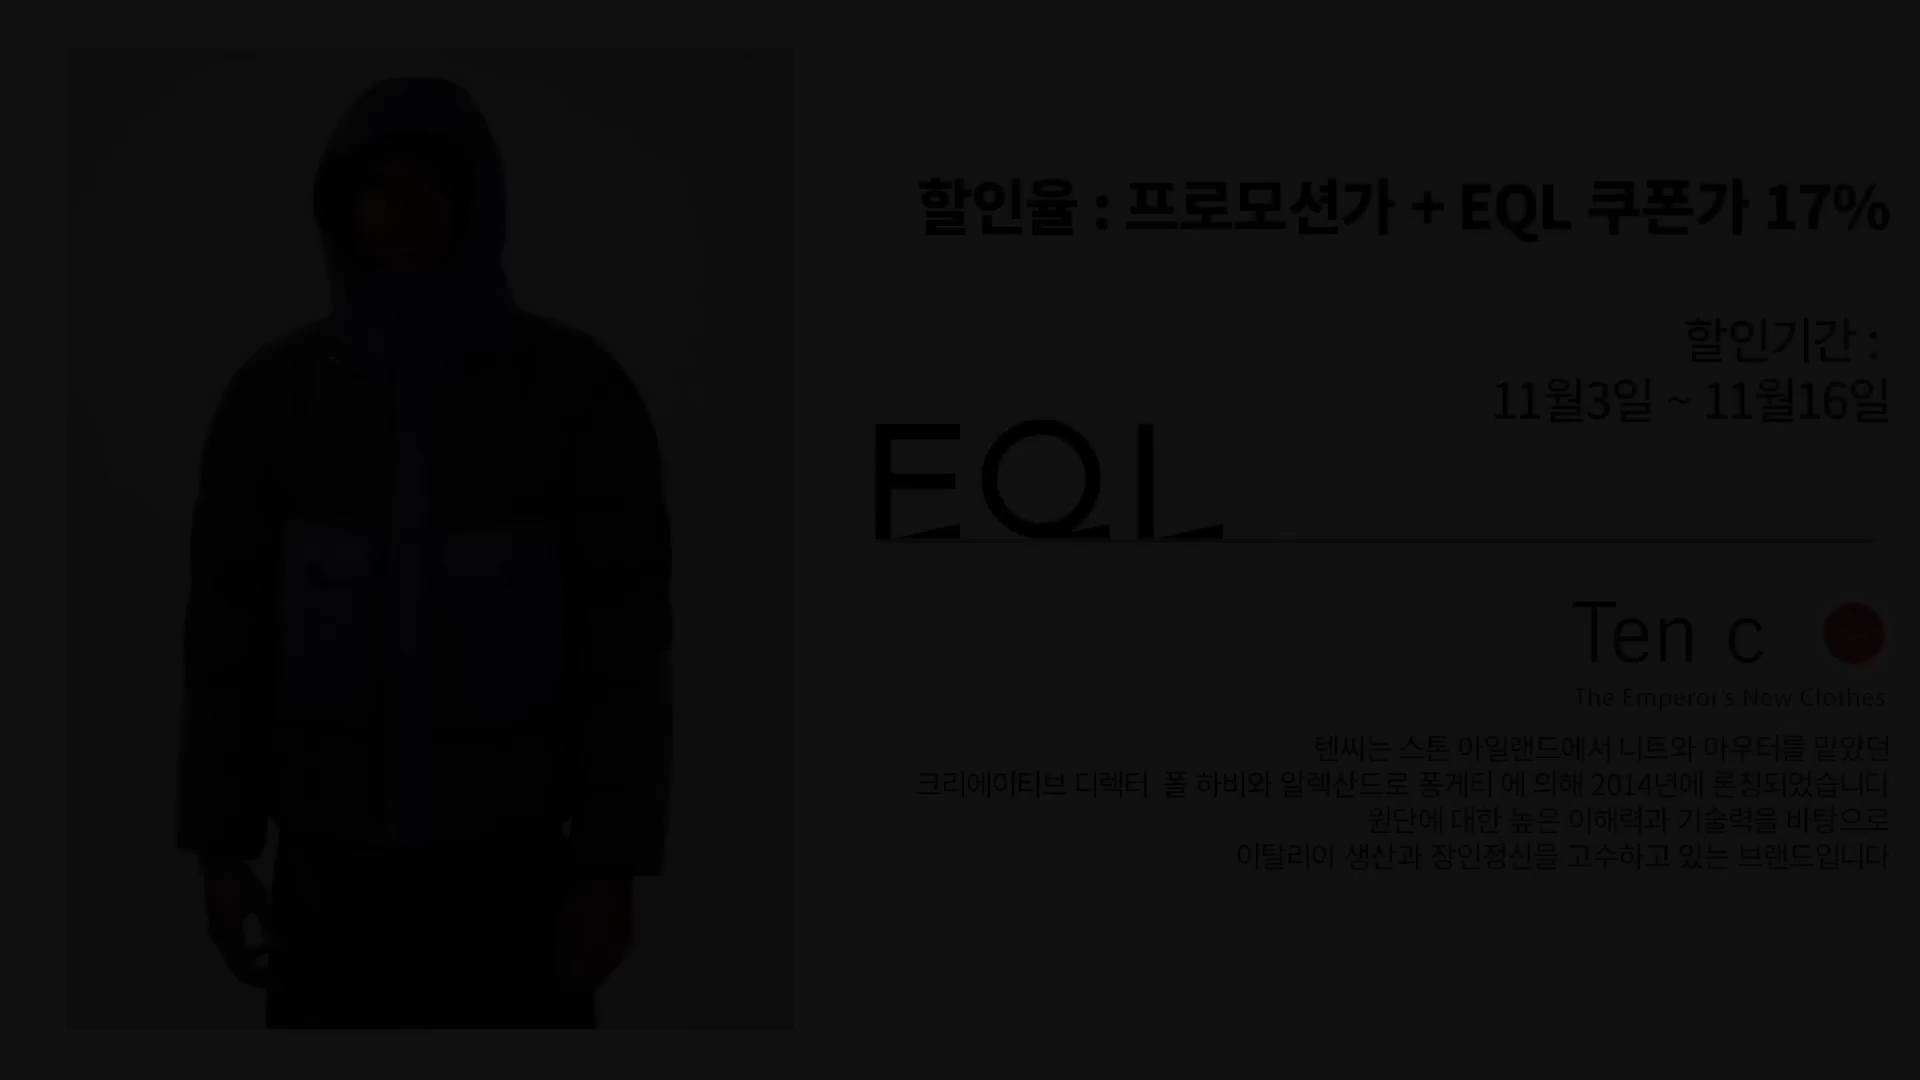 할인율 : 프로모션가 + EQL 쿠폰가 17%
할인기간 :
11월3일 ~ 11월16일
EQL
Ten c
The Emperor's New Clothes
텐씨는 스톤 아일랜드에서 니트와 아우터를 맡았던
크리에이티브 디렉터 폴 하비와 알렉산드로 퐁게티 에 의해 2014년에 론칭되었습니다
원단에 대한 높은 이해력과 기술력을 바탕으로
이탈리아 생산과 장인정신을 고수하고 있는 브랜드입니다